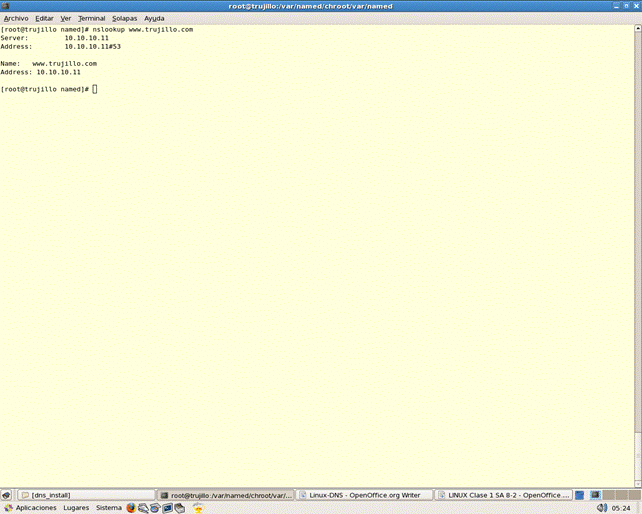 root@trujillo:/var/named/chroot/var/named
Archivo Editar Ver Terminal Solapas Ayuda
[root@trujillo named]# nslookup www.trujillo.com
Server: 10.10.10.11
Address: 10.10.10.11#53
Name: www.trujillo.com
Address: 10.10.10.11
[root@trujillo named]#
[dns_install] root@trujillo:/var/named/chroot/var/... Linux-DNS - OpenOffice.org Writer LINUX Clase 1 SA 8-2 - OpenOffice....
Aplicaciones Lugares Sistema 05:24